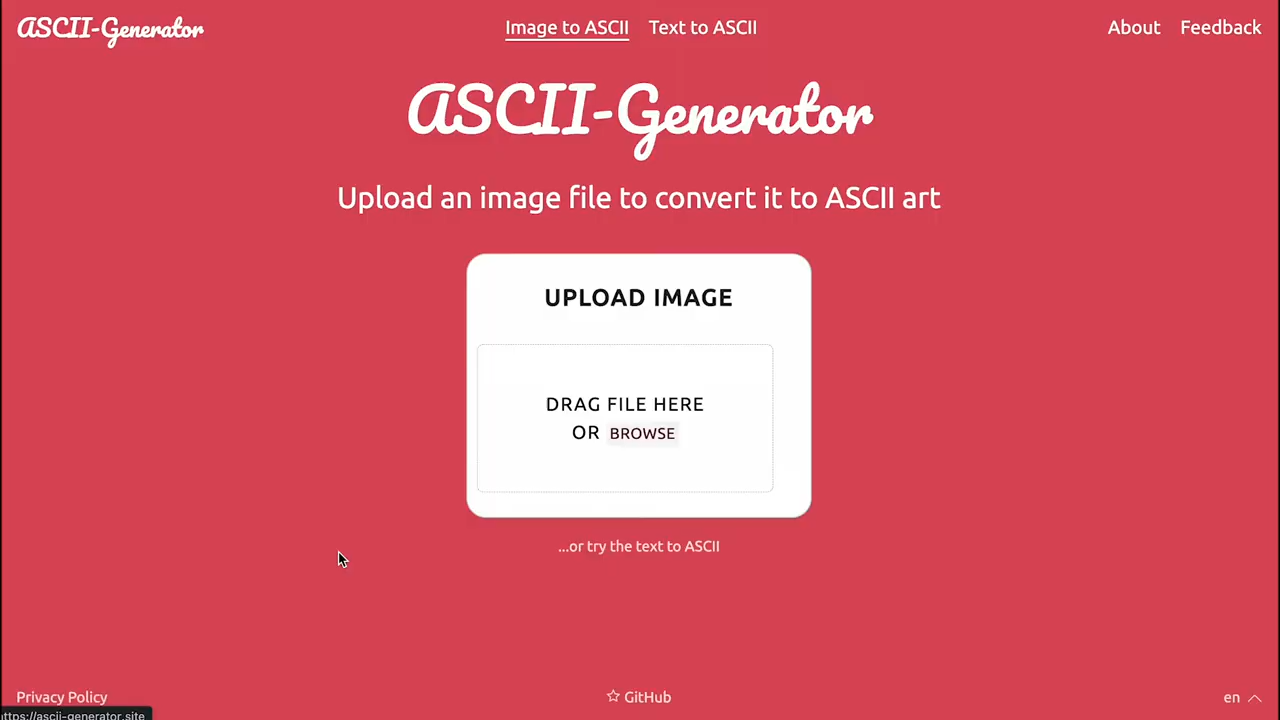 ASCII-Generator
Image to ASCII
Text to ASCII
About
Feedback
ASCII-Generator
Upload an image file to convert it to ASCII art
UPLOAD IMAGE
DRAG FILE HERE
OR BROWSE
...or try the text to ASCII
Privacy Policy
GitHub
en
ttps://ascii-generator.site